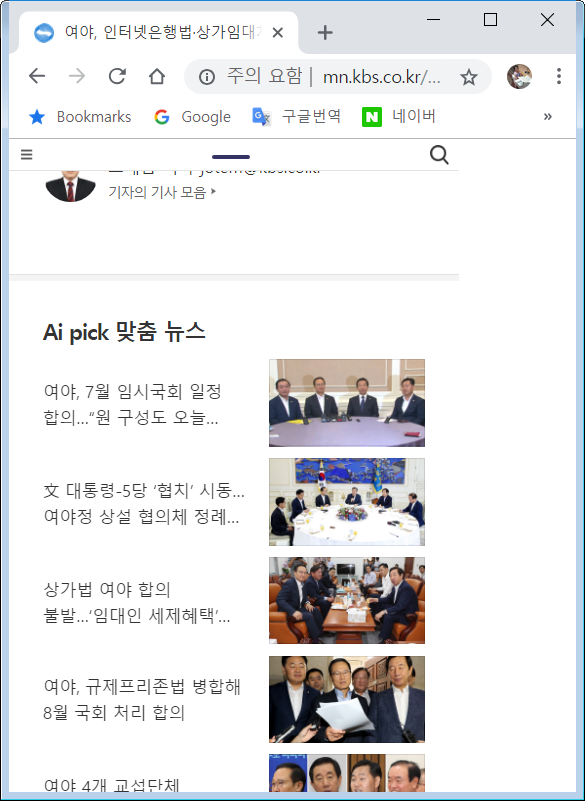 여야, 인터넷은행법·상가임대
주의 요함 | mn.kbs.co.kr/...
Bookmarks Google 구글번역 네이버 »
기자의 기사 모음
Ai pick 맞춤 뉴스
여야, 7월 임시국회 일정
합의...“원 구성도 오늘...
文 대통령-5당 ‘협치’ 시동...
여야정 상설 협의체 정례...
상가법 여야 합의
불발...‘임대인 세제혜택’...
여야, 규제프리존법 병합해
8월 국회 처리 합의
여야 4개 교섭단체